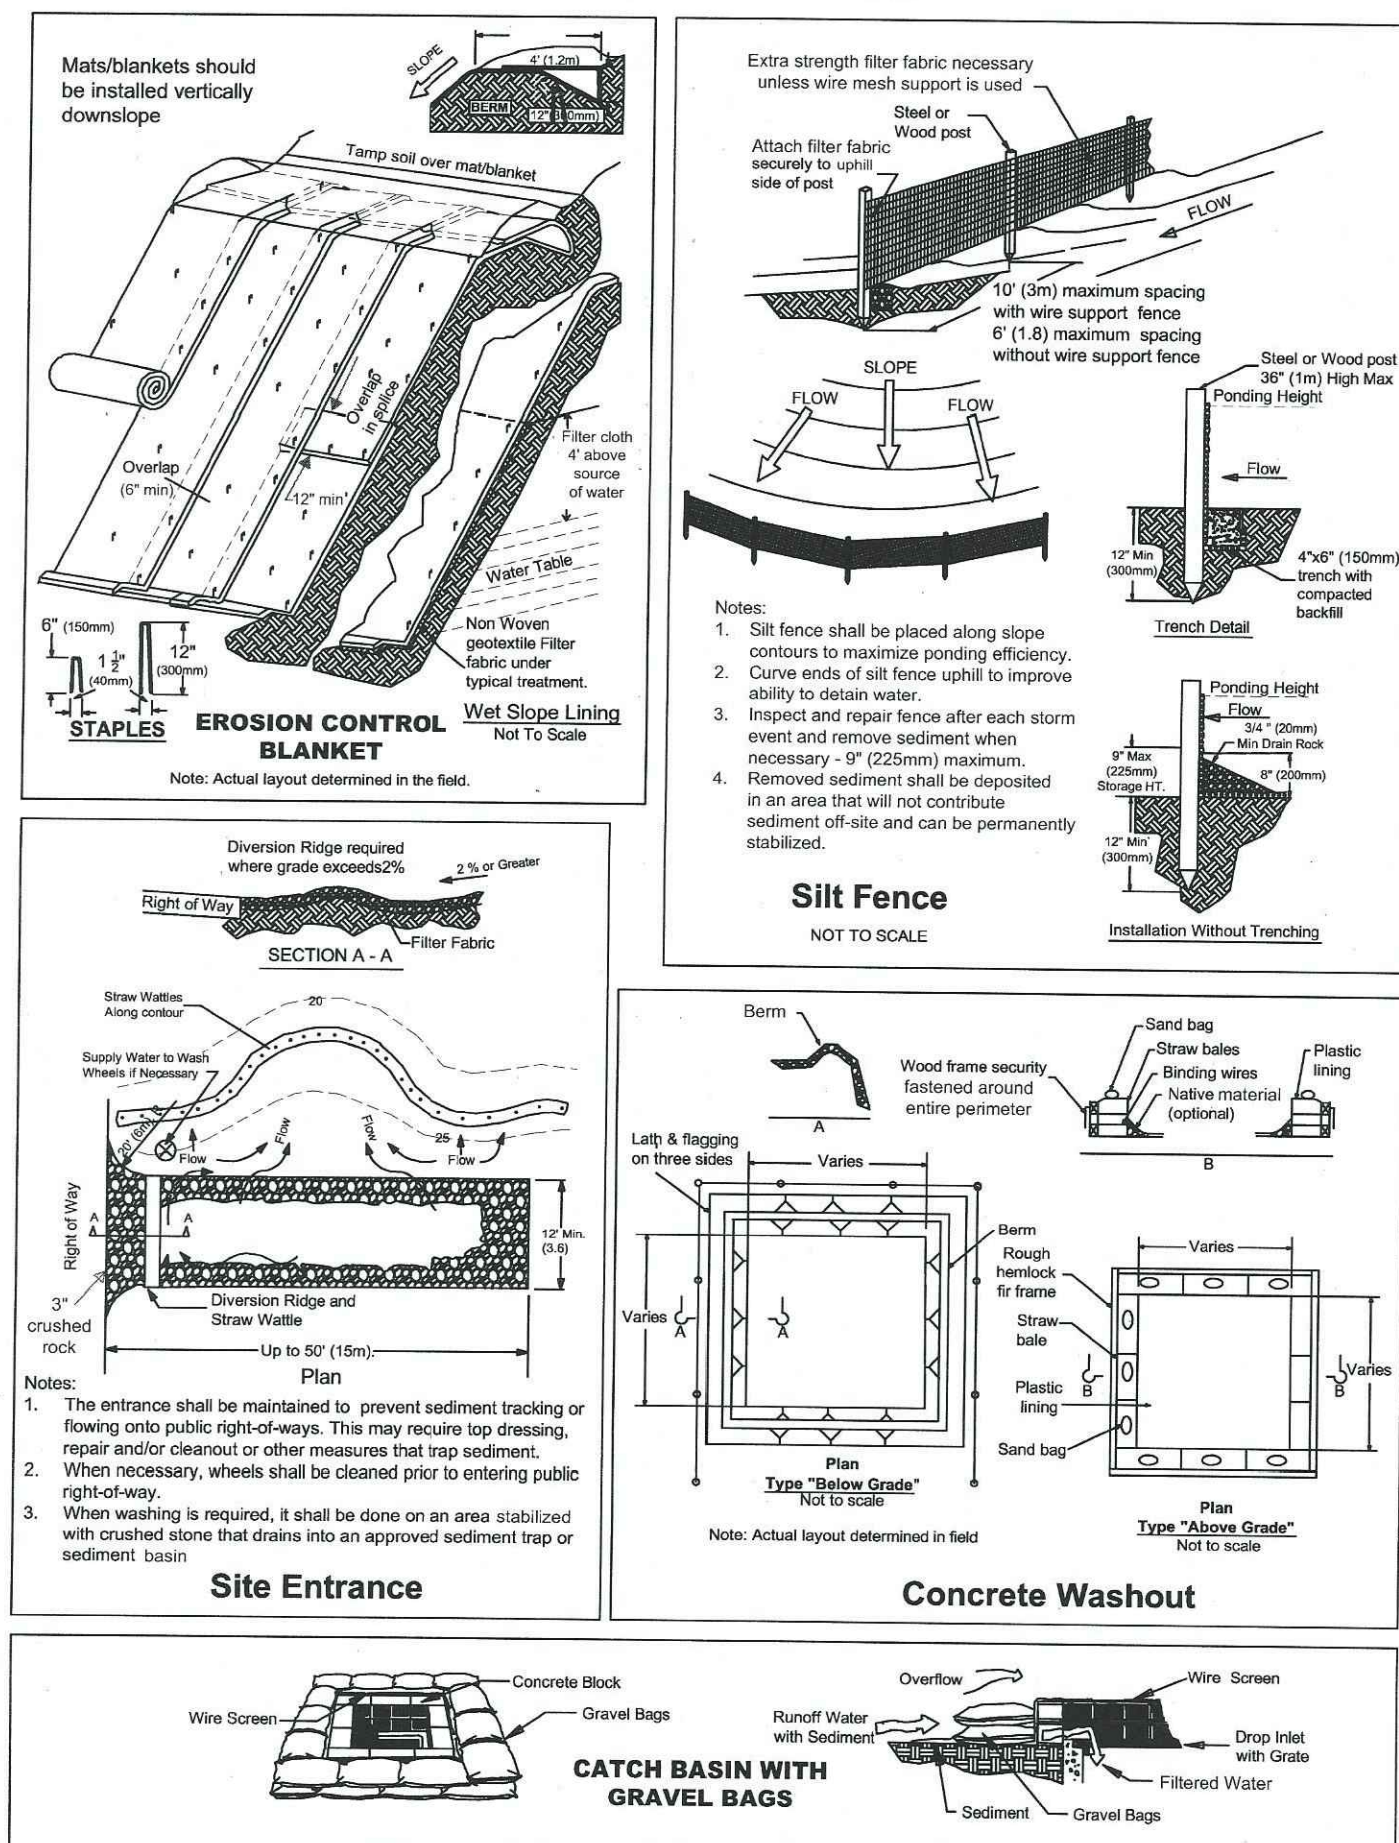 Mats/blankets should
be installed vertically
downslope
SLOPE
4' (1.2m)
BERM
Tamp soil over mat/blanket
Overlap
in splice
Overlap
(6" min)
12" min
Filter cloth
4' above
source
of water
Water Table
Non Woven
geotextile Filter
fabric under
typical treatment.
6" (150mm)
1 1/2"
(40mm)
12"
(300mm)
STAPLES
EROSION CONTROL
BLANKET
Wet Slope Lining
Not To Scale
Note: Actual layout determined in the field.
Extra strength filter fabric necessary
unless wire mesh support is used
Steel or
Wood post
Attach filter fabric
securely to uphill
side of post
FLOW
10' (3m) maximum spacing
with wire support fence
6' (1.8) maximum spacing
without wire support fence
SLOPE
FLOW
FLOW
Steel or Wood post
36" (1m) High Max
Ponding Height
Flow
12" Min
(300mm)
4"x6" (150mm)
trench with
compacted
backfill
Trench Detail
Notes:
1. Silt fence shall be placed along slope
contours to maximize ponding efficiency.
2. Curve ends of silt fence uphill to improve
ability to detain water.
3. Inspect and repair fence after each storm
event and remove sediment when
necessary - 9" (225mm) maximum.
4. Removed sediment shall be deposited
in an area that will not contribute
sediment off-site and can be permanently
stabilized.
Silt Fence
NOT TO SCALE
Ponding Height
Flow
3/4 " (20mm)
Min Drain Rock
9" Max
(225mm)
Storage HT.
8" (200mm)
12" Min
(300mm)
Installation Without Trenching
Diversion Ridge required
where grade exceeds2%
2 % or Greater
Right of Way
Filter Fabric
SECTION A - A
Straw Wattles
Along contour
20
Supply Water to Wash
Wheels if Necessary
20' (6m) R
Flow
Flow
Flow
25
Flow
Right of Way
A
A
12' Min.
(3.6)
3"
crushed
rock
Diversion Ridge and
Straw Wattle
Up to 50' (15m).
Plan
Notes:
1. The entrance shall be maintained to prevent sediment tracking or
flowing onto public right-of-ways. This may require top dressing,
repair and/or cleanout or other measures that trap sediment.
2. When necessary, wheels shall be cleaned prior to entering public
right-of-way.
3. When washing is required, it shall be done on an area stabilized
with crushed stone that drains into an approved sediment trap or
sediment basin
Site Entrance
Berm
A
Wood frame security
fastened around
entire perimeter
Sand bag
Straw bales
Binding wires
Native material
(optional)
Plastic
lining
B
Lath & flagging
on three sides
Varies
Berm
Varies
A
A
Plan
Type "Below Grade"
Not to scale
Note: Actual layout determined in field
Rough
hemlock
fir frame
Varies
Straw
bale
B
Varies
B
Plastic
lining
Sand bag
Plan
Type "Above Grade"
Not to scale
Concrete Washout
Concrete Block
Wire Screen
Gravel Bags
CATCH BASIN WITH
GRAVEL BAGS
Overflow
Wire Screen
Runoff Water
with Sediment
Drop Inlet
with Grate
Filtered Water
Sediment
Gravel Bags